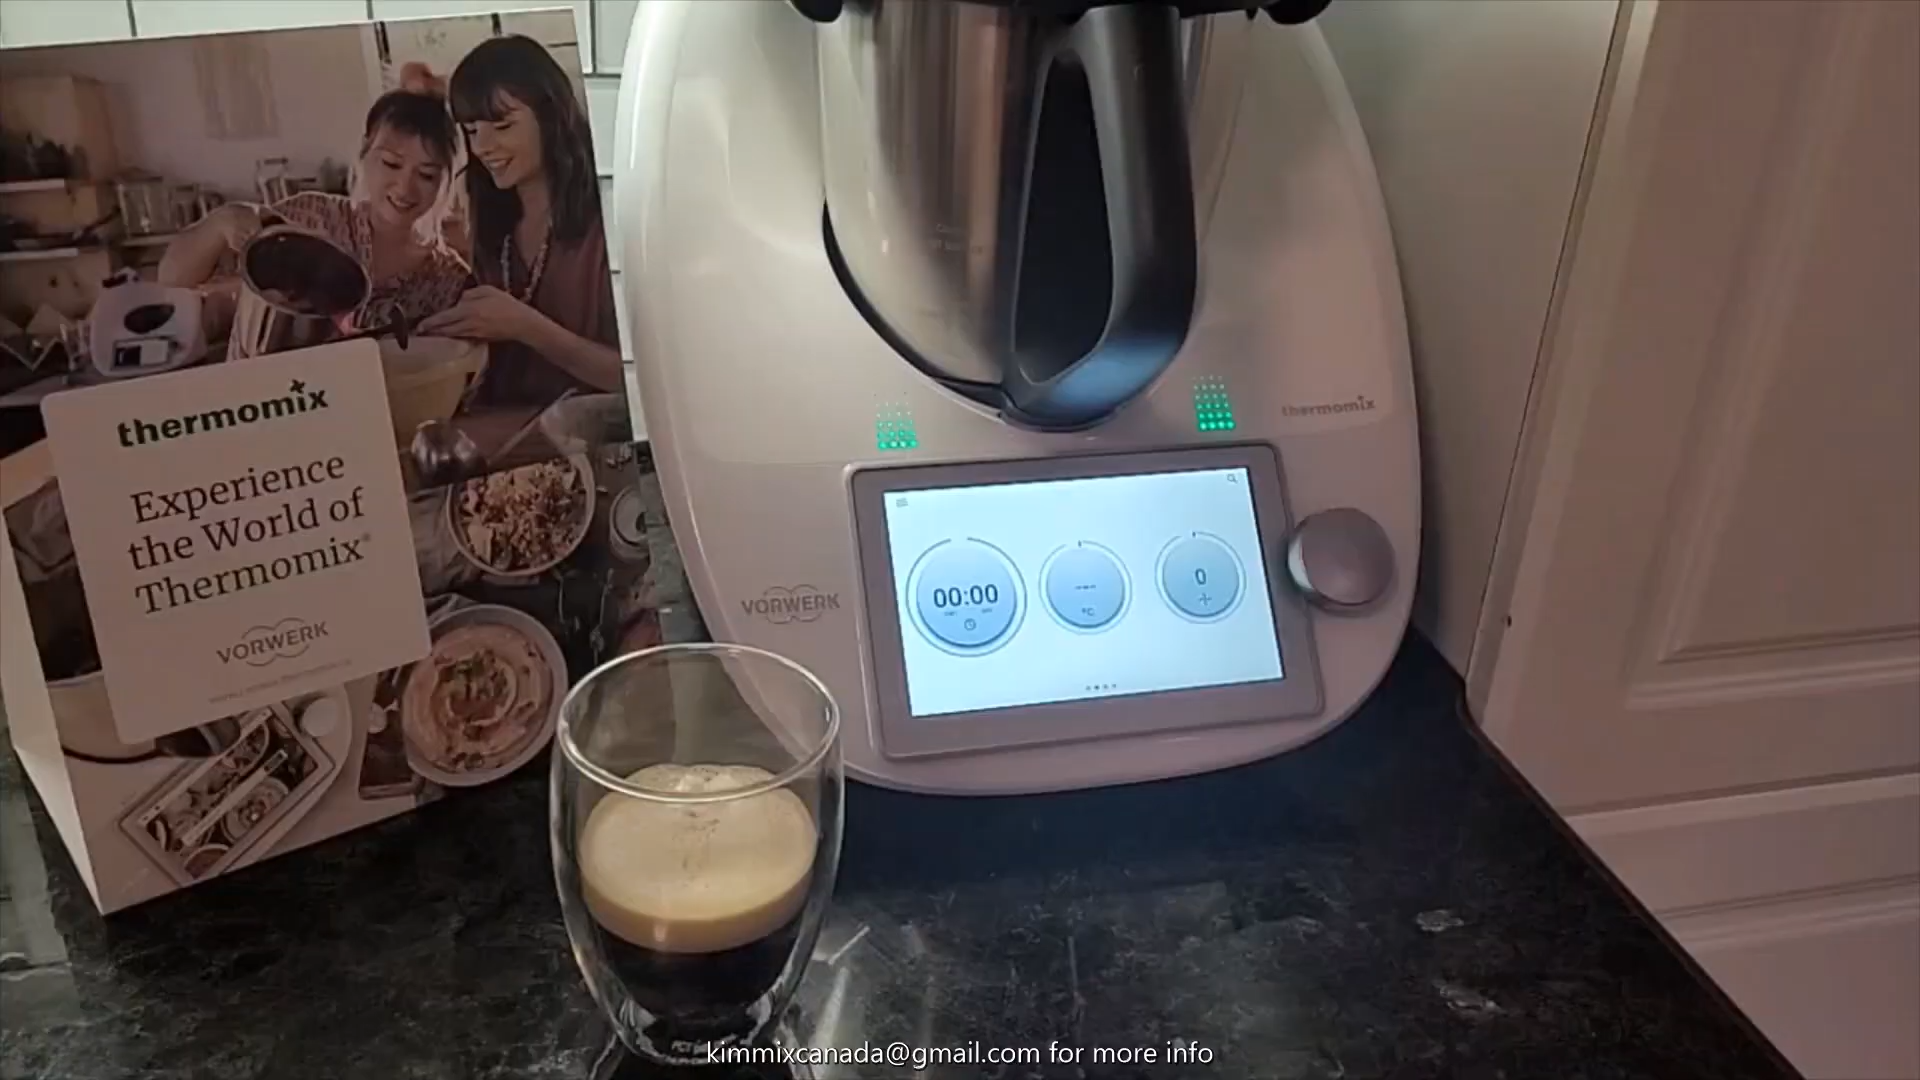 thermomix
Experience
the World of
Thermomix®
VORWERK
thermomix
VORWERK
00:00
°C
0
kimmixcanada@gmail.com for more info